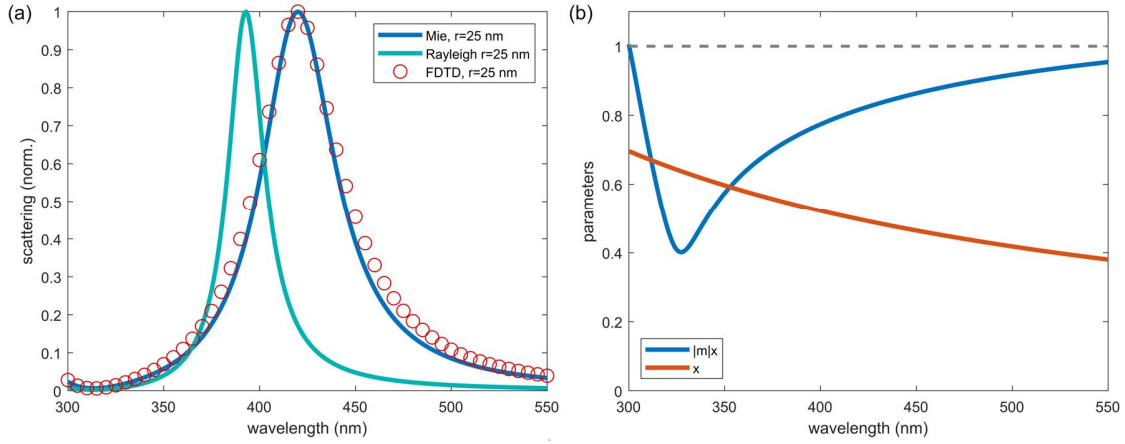 (a)
1
0.9
0.8
0.7
0.6
0.5
0.4
0.3
0.2
0.1
0
scattering (norm.)
Mie, r=25 nm
Rayleigh r=25 nm
FDTD, r=25 nm
300 350 400 450 500 550
wavelength (nm)
(b)
1
0.8
0.6
0.4
0.2
0
parameters
|m|x
x
300 350 400 450 500 550
wavelength (nm)